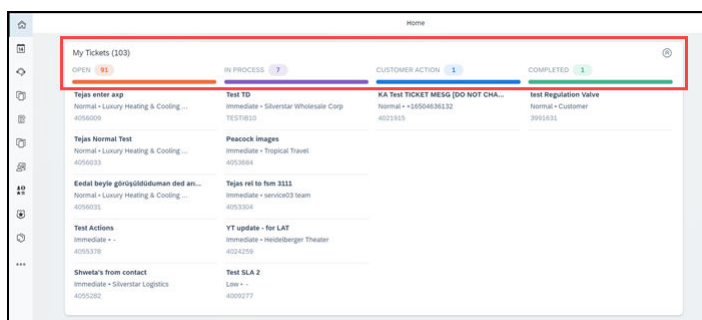 Home
My Tickets (103)
OPEN 91
IN PROCESS 7
CUSTOMER ACTION 1
COMPLETED 1
Tejas enter axp
Normal • Luxury Heating & Cooling ...
4056009
Tejas Normal Test
Normal • Luxury Heating & Cooling ...
4056033
Eedal beyle görüşüldüduman ded an...
Normal • Luxury Heating & Cooling ...
4056031
Test Actions
Immediate • -
4055378
Shweta's from contact
Immediate • Silverstar Logistics
4055282
Test TD
Immediate • Silverstar Wholesale Corp
TESTIB10
Peacock images
Immediate • Tropical Travel
4053684
Tejas rel to fsm 3111
Immediate • service03 team
4053304
YT update - for LAT
Immediate • Heidelberger Theater
4024259
Test SLA 2
Low • -
4009277
KA Test TICKET MESG [DO NOT CHA...
Normal • +16504636132
4021915
test Regulation Valve
Normal • Customer
3991631